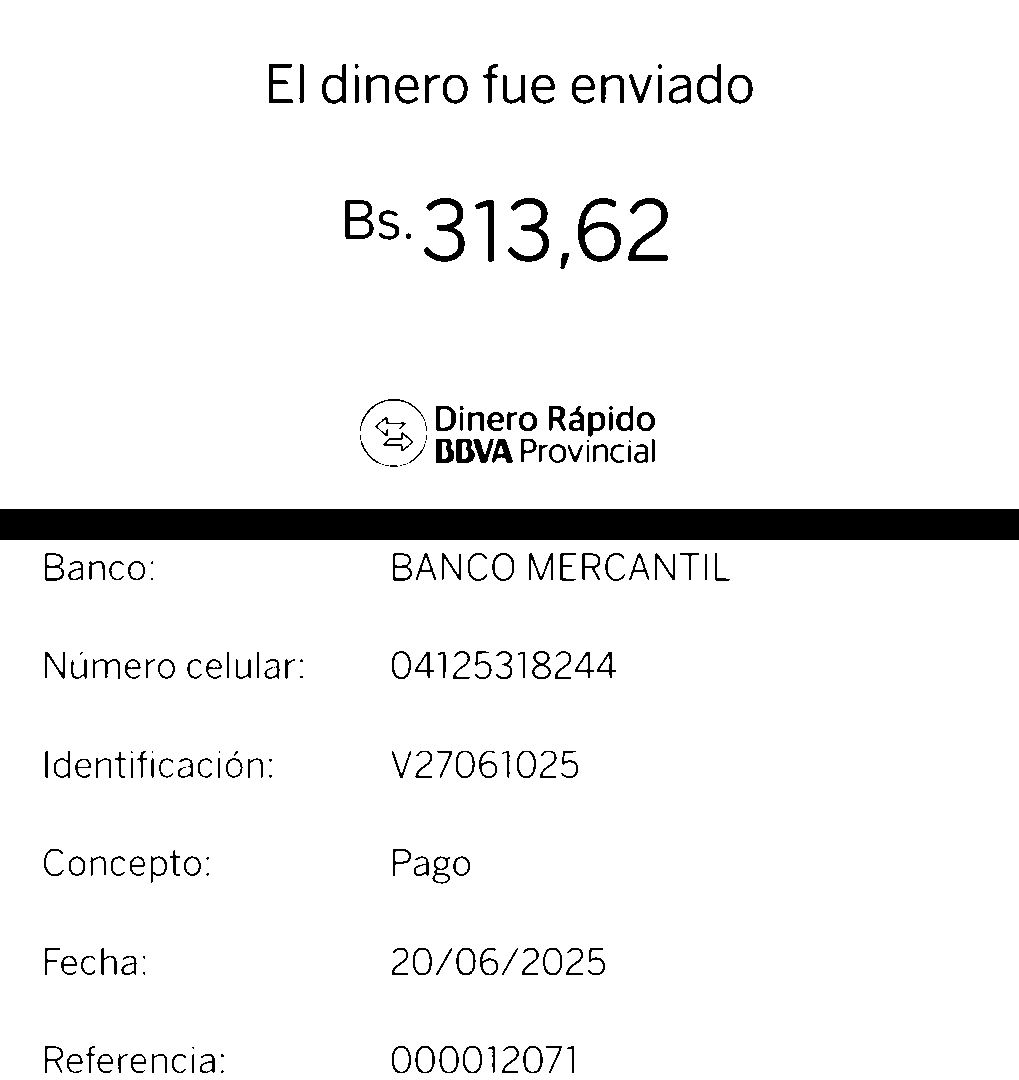 El dinero fue enviado
Bs. 313,62
Dinero Rápido
BBVA Provincial
Banco: BANCO MERCANTIL
Número celular: 04125318244
Identificación: V27061025
Concepto: Pago
Fecha: 20/06/2025
Referencia: 000012071